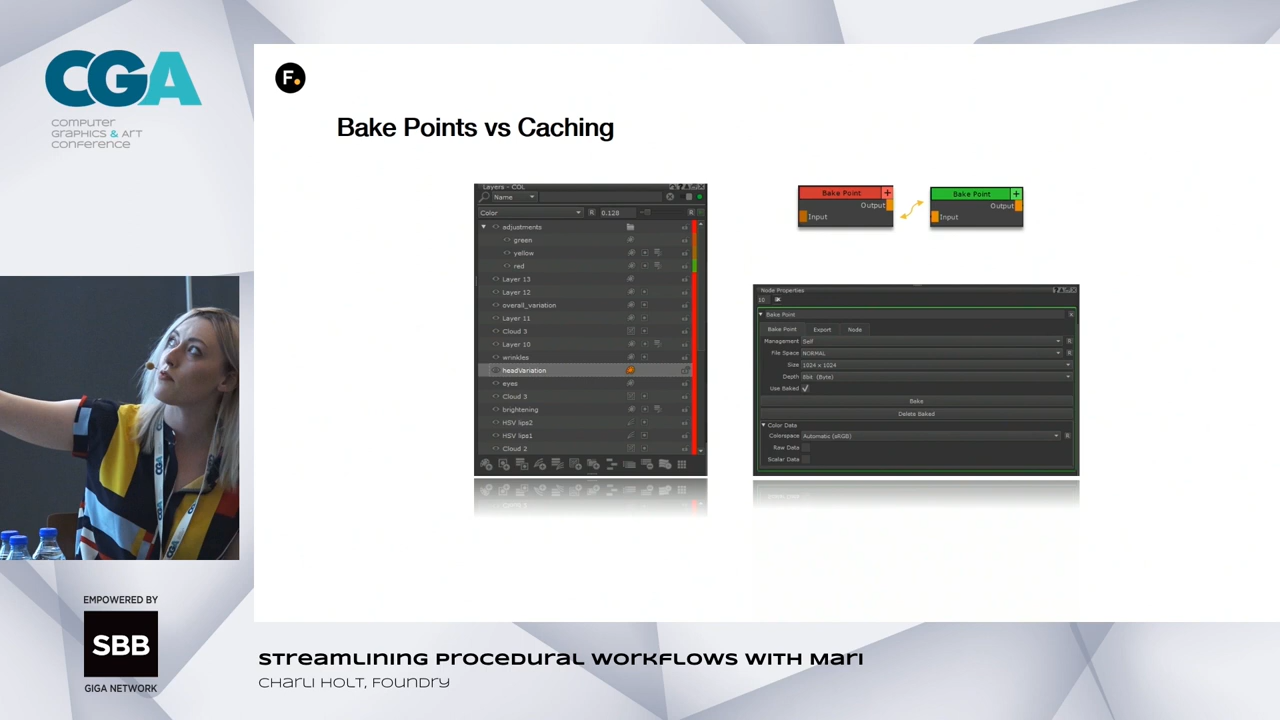 CGA
computer
graphics & art
conference
F.
Bake Points vs Caching
Layers - COL
Name
Color
R
0.128
R
adjustments
green
yellow
red
Layer 13
Layer 12
overall_variation
Layer 11
Cloud 3
Layer 10
wrinkles
headVariation
eyes
Cloud 3
brightening
HSV lips2
HSV lips1
Cloud 2
Bake Point +
Output
Input
Bake Point +
Output
Input
Node Properties
10
Bake Point
Bake Point Export Node
Management Self R
File Space NORMAL R
Size 1024 x 1024
Depth 8bit (Byte)
Use Baked
Bake
Delete Baked
Color Data
Colorspace Automatic (sRGB) R
Raw Data
Scalar Data
CGA
EMPOWERED BY
SBB
GIGA NETWORK
Streamlining procedural workflows with Mari
Charli Holt, Foundry